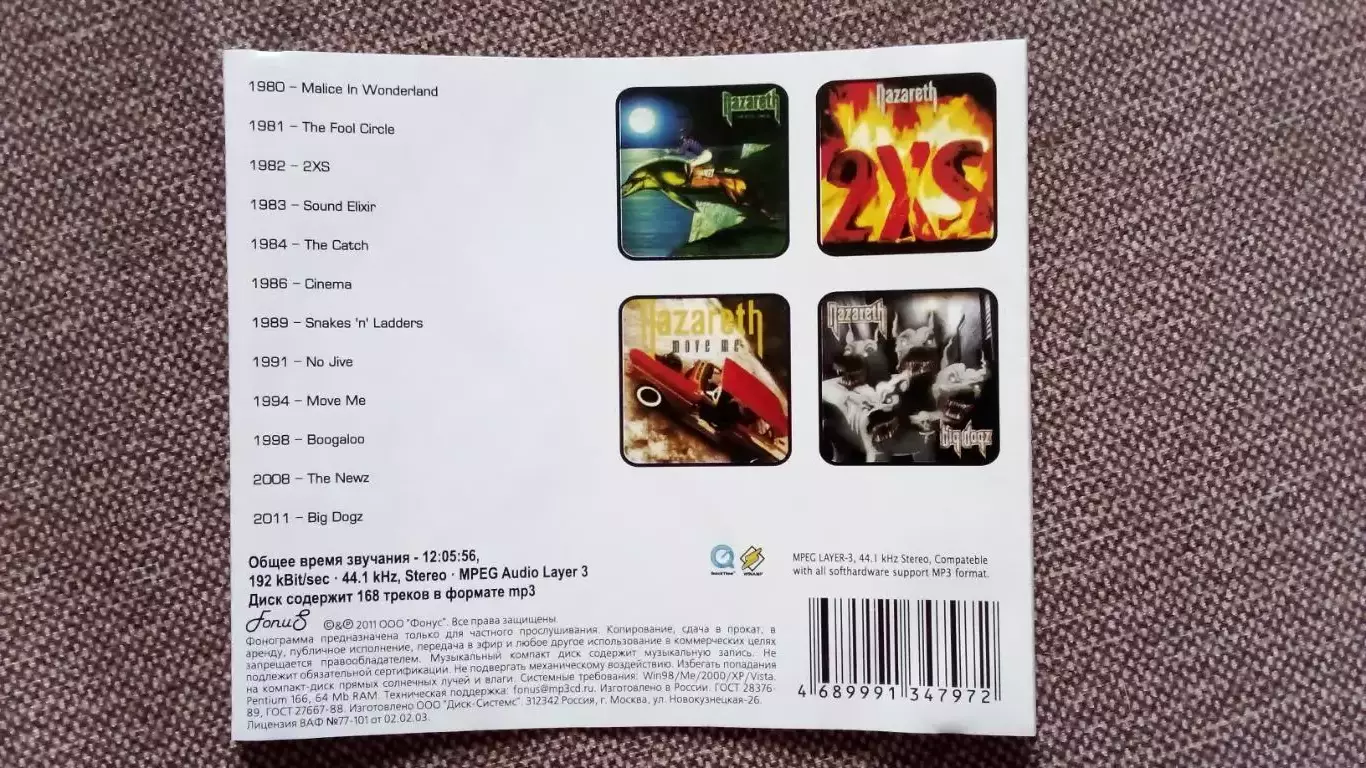 1980 – Malice In Wonderland
1981 – The Fool Circle
1982 – 2XS
1983 – Sound Elixir
1984 – The Catch
1986 – Cinema
1989 – Snakes 'n' Ladders
1991 – No Jive
1994 – Move Me
1998 – Boogaloo
2008 – The Newz
2011 – Big Dogz
Nazareth
Nazareth
2X'S
Nazareth
move me
Nazareth
big dogz
Общее время звучания - 12:05:56,
192 kBit/sec · 44.1 kHz, Stereo · MPEG Audio Layer 3
Диск содержит 168 треков в формате mp3
QuickTime
WINAMP
MPEG LAYER-3, 44.1 kHz Stereo, Compateble
with all softhardware support MP3 format.
Fonus ©&℗ 2011 ООО "Фонус". Все права защищены.
Фонограмма предназначена только для частного прослушивания. Копирование, сдача в прокат, в
аренду, публичное исполнение, передача в эфир и любое другое использование в коммерческих целях
запрещается правообладателем. Музыкальный компакт диск содержит музыкальную запись. Не
подлежит обязательной сертификации. Не подвергать механическому воздействию. Избегать попадания
на компакт-диск прямых солнечных лучей и влаги. Системные требования: Win98/Me/2000/XP/Vista.
Pentium 166, 64 Mb RAM. Техническая поддержка: fonus@mp3cd.ru. Изготовлено в России. ГОСТ 28376-
89, ГОСТ 27667-88. Изготовлено ООО "Диск-Системс". 312342 Россия, г. Москва, ул. Новокузнецкая-26.
Лицензия ВАФ №77-101 от 02.02.03.
4 689991 347972